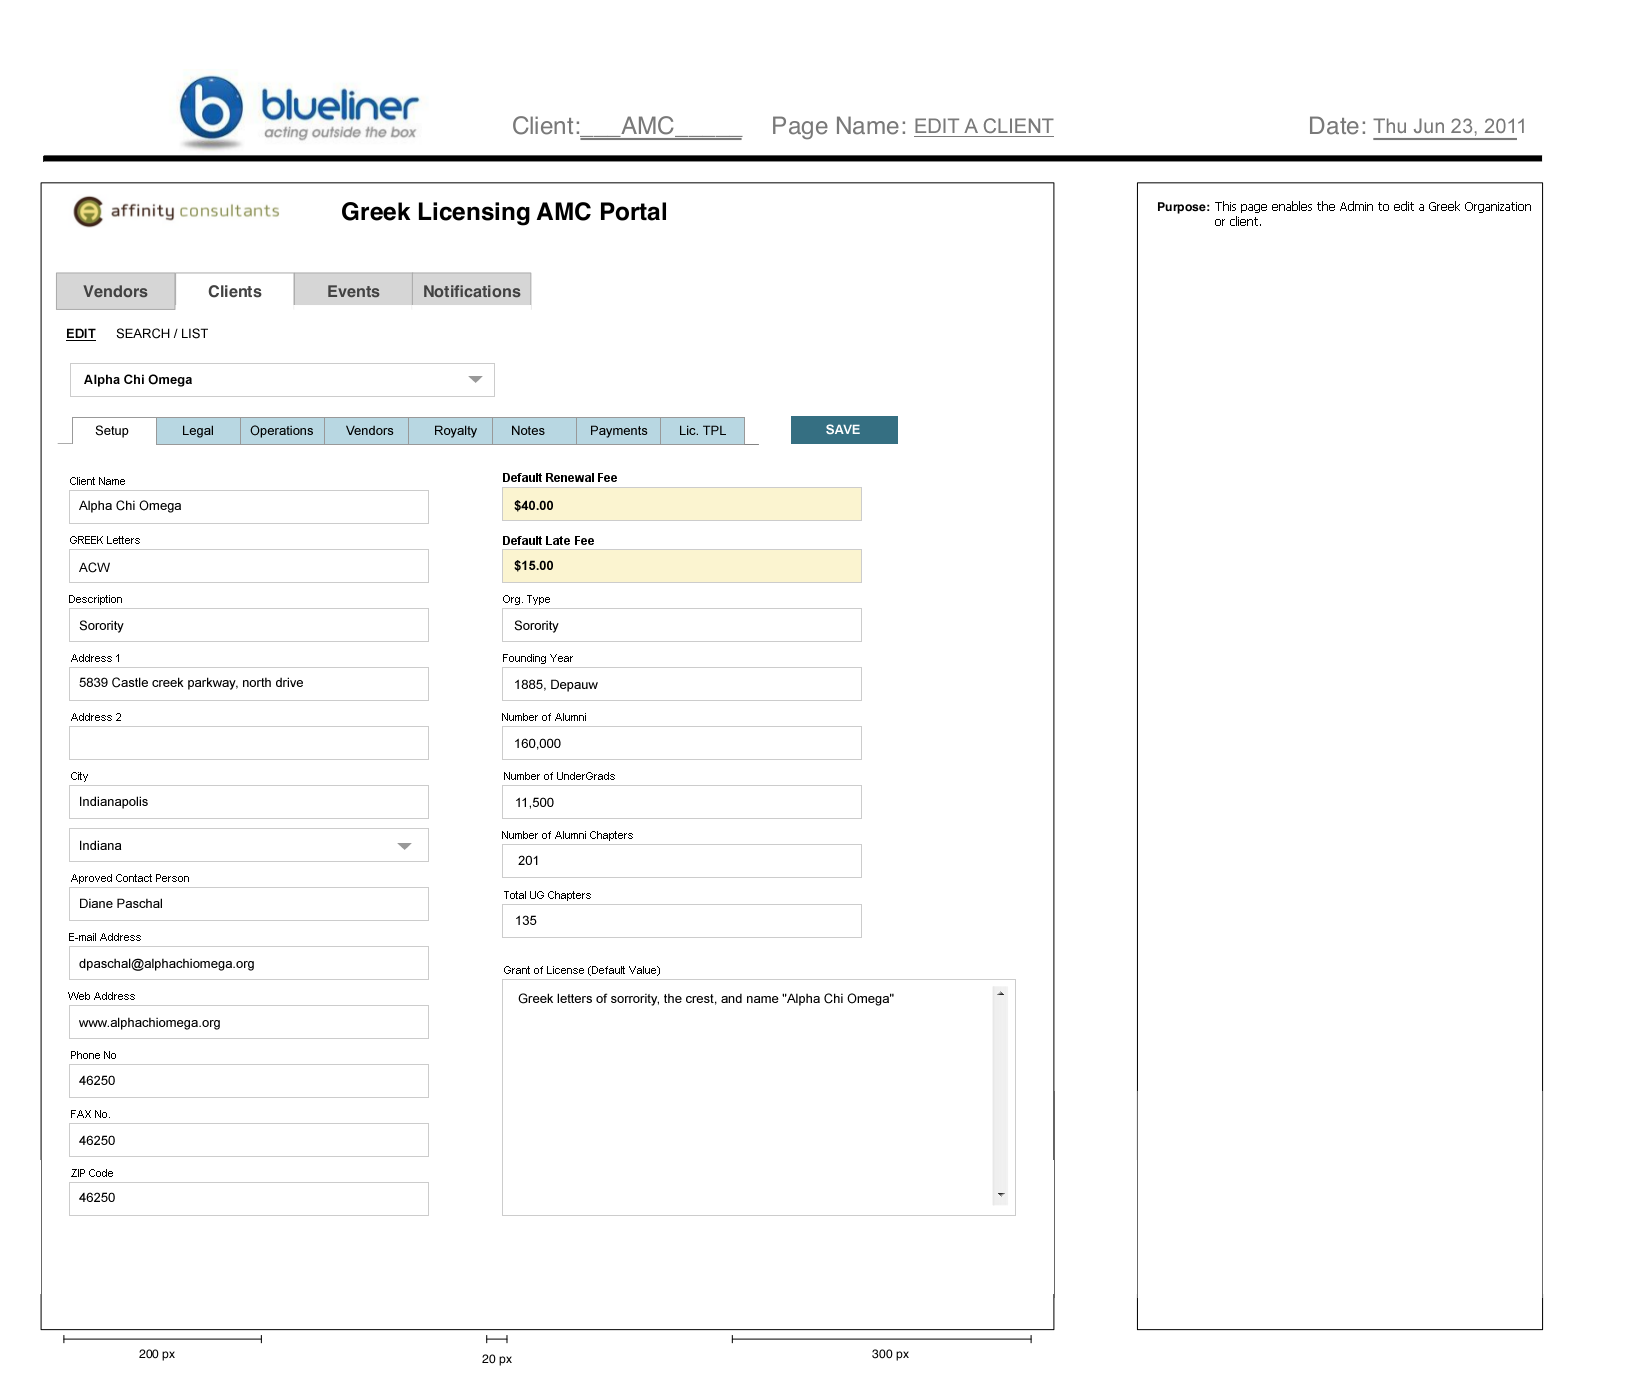 blueliner
acting outside the box
Client:___AMC_____ Page Name: EDIT A CLIENT Date: Thu Jun 23, 2011
affinity consultants
Greek Licensing AMC Portal
Purpose: This page enables the Admin to edit a Greek Organization
or client.
Vendors Clients Events Notifications
EDIT SEARCH / LIST
Alpha Chi Omega
Setup Legal Operations Vendors Royalty Notes Payments Lic. TPL SAVE
Client Name
Alpha Chi Omega
GREEK Letters
ACW
Description
Sorority
Address 1
5839 Castle creek parkway, north drive
Address 2
City
Indianapolis
Indiana
Aproved Contact Person
Diane Paschal
E-mail Address
dpaschal@alphachiomega.org
Web Address
www.alphachiomega.org
Phone No
46250
FAX No.
46250
ZIP Code
46250
Default Renewal Fee
$40.00
Default Late Fee
$15.00
Org. Type
Sorority
Founding Year
1885, Depauw
Number of Alumni
160,000
Number of UnderGrads
11,500
Number of Alumni Chapters
201
Total UG Chapters
135
Grant of License (Default Value)
Greek letters of sorrority, the crest, and name "Alpha Chi Omega"
200 px
20 px
300 px